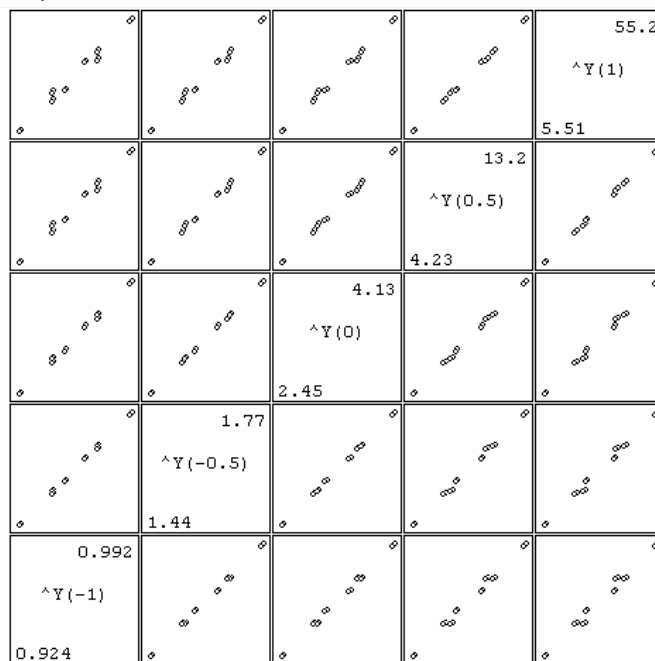 55.2
^Y(1)
5.51
13.2
^Y(0.5)
4.23
4.13
^Y(0)
2.45
1.77
^Y(-0.5)
1.44
0.992
^Y(-1)
0.924